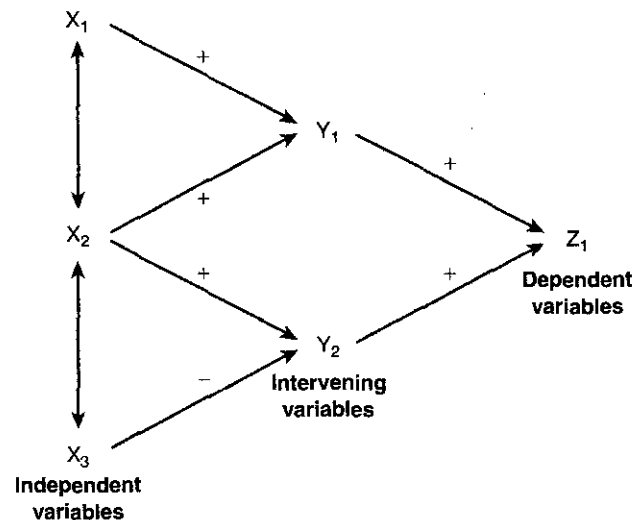 X₁
+
Y₁
+
+
X₂
Z₁
+
+
Dependent
variables
Y₂
−
Intervening
variables
X₃
Independent
variables